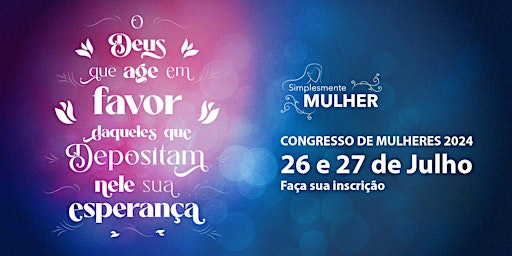 O
Deus
que age em
favor
daqueles que
Depositam
nele sua
esperança
Simplesmente
MULHER
CONGRESSO DE MULHERES 2024
26 e 27 de Julho
Faça sua inscrição